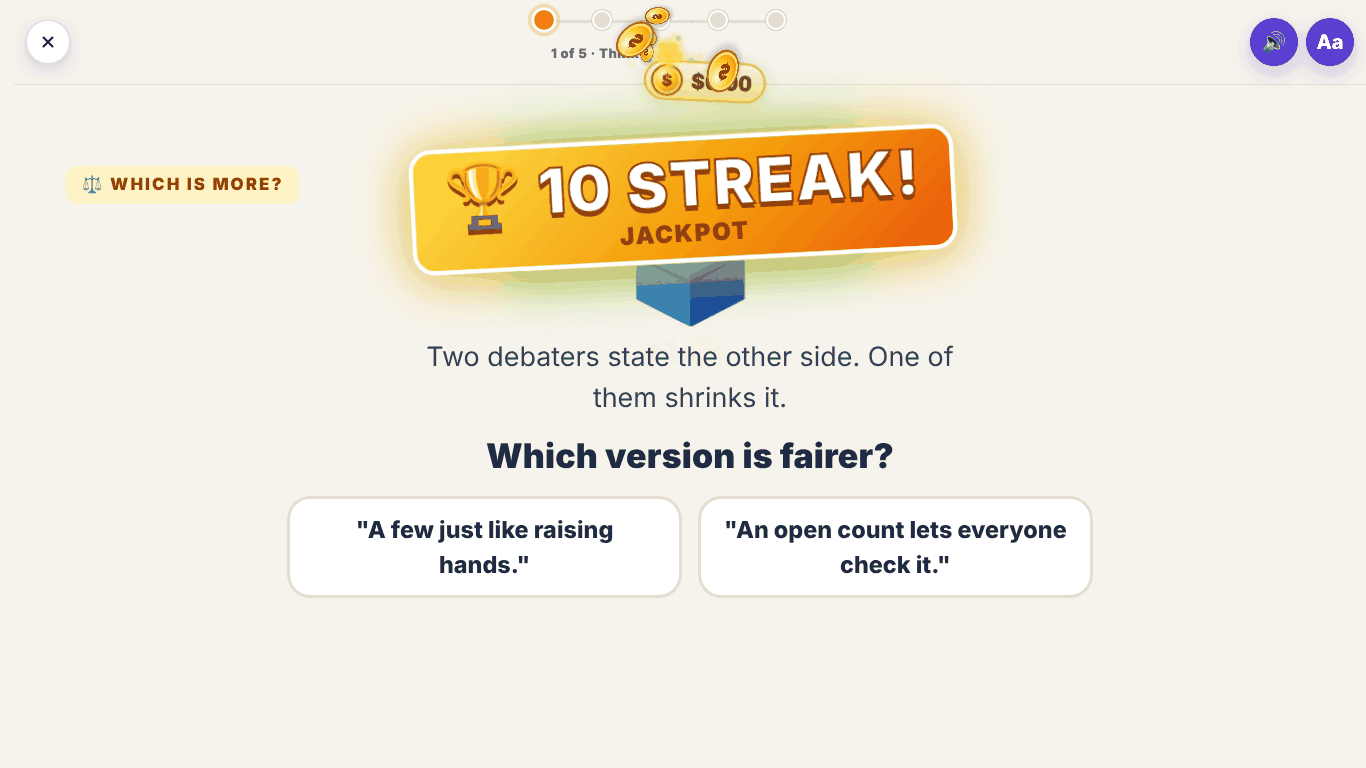 1 of 5 ·
Aa
⚖️ WHICH IS MORE?
🏆 10 STREAK!
JACKPOT
Two debaters state the other side. One of
them shrinks it.
Which version is fairer?
"A few just like raising
hands."
"An open count lets everyone
check it."